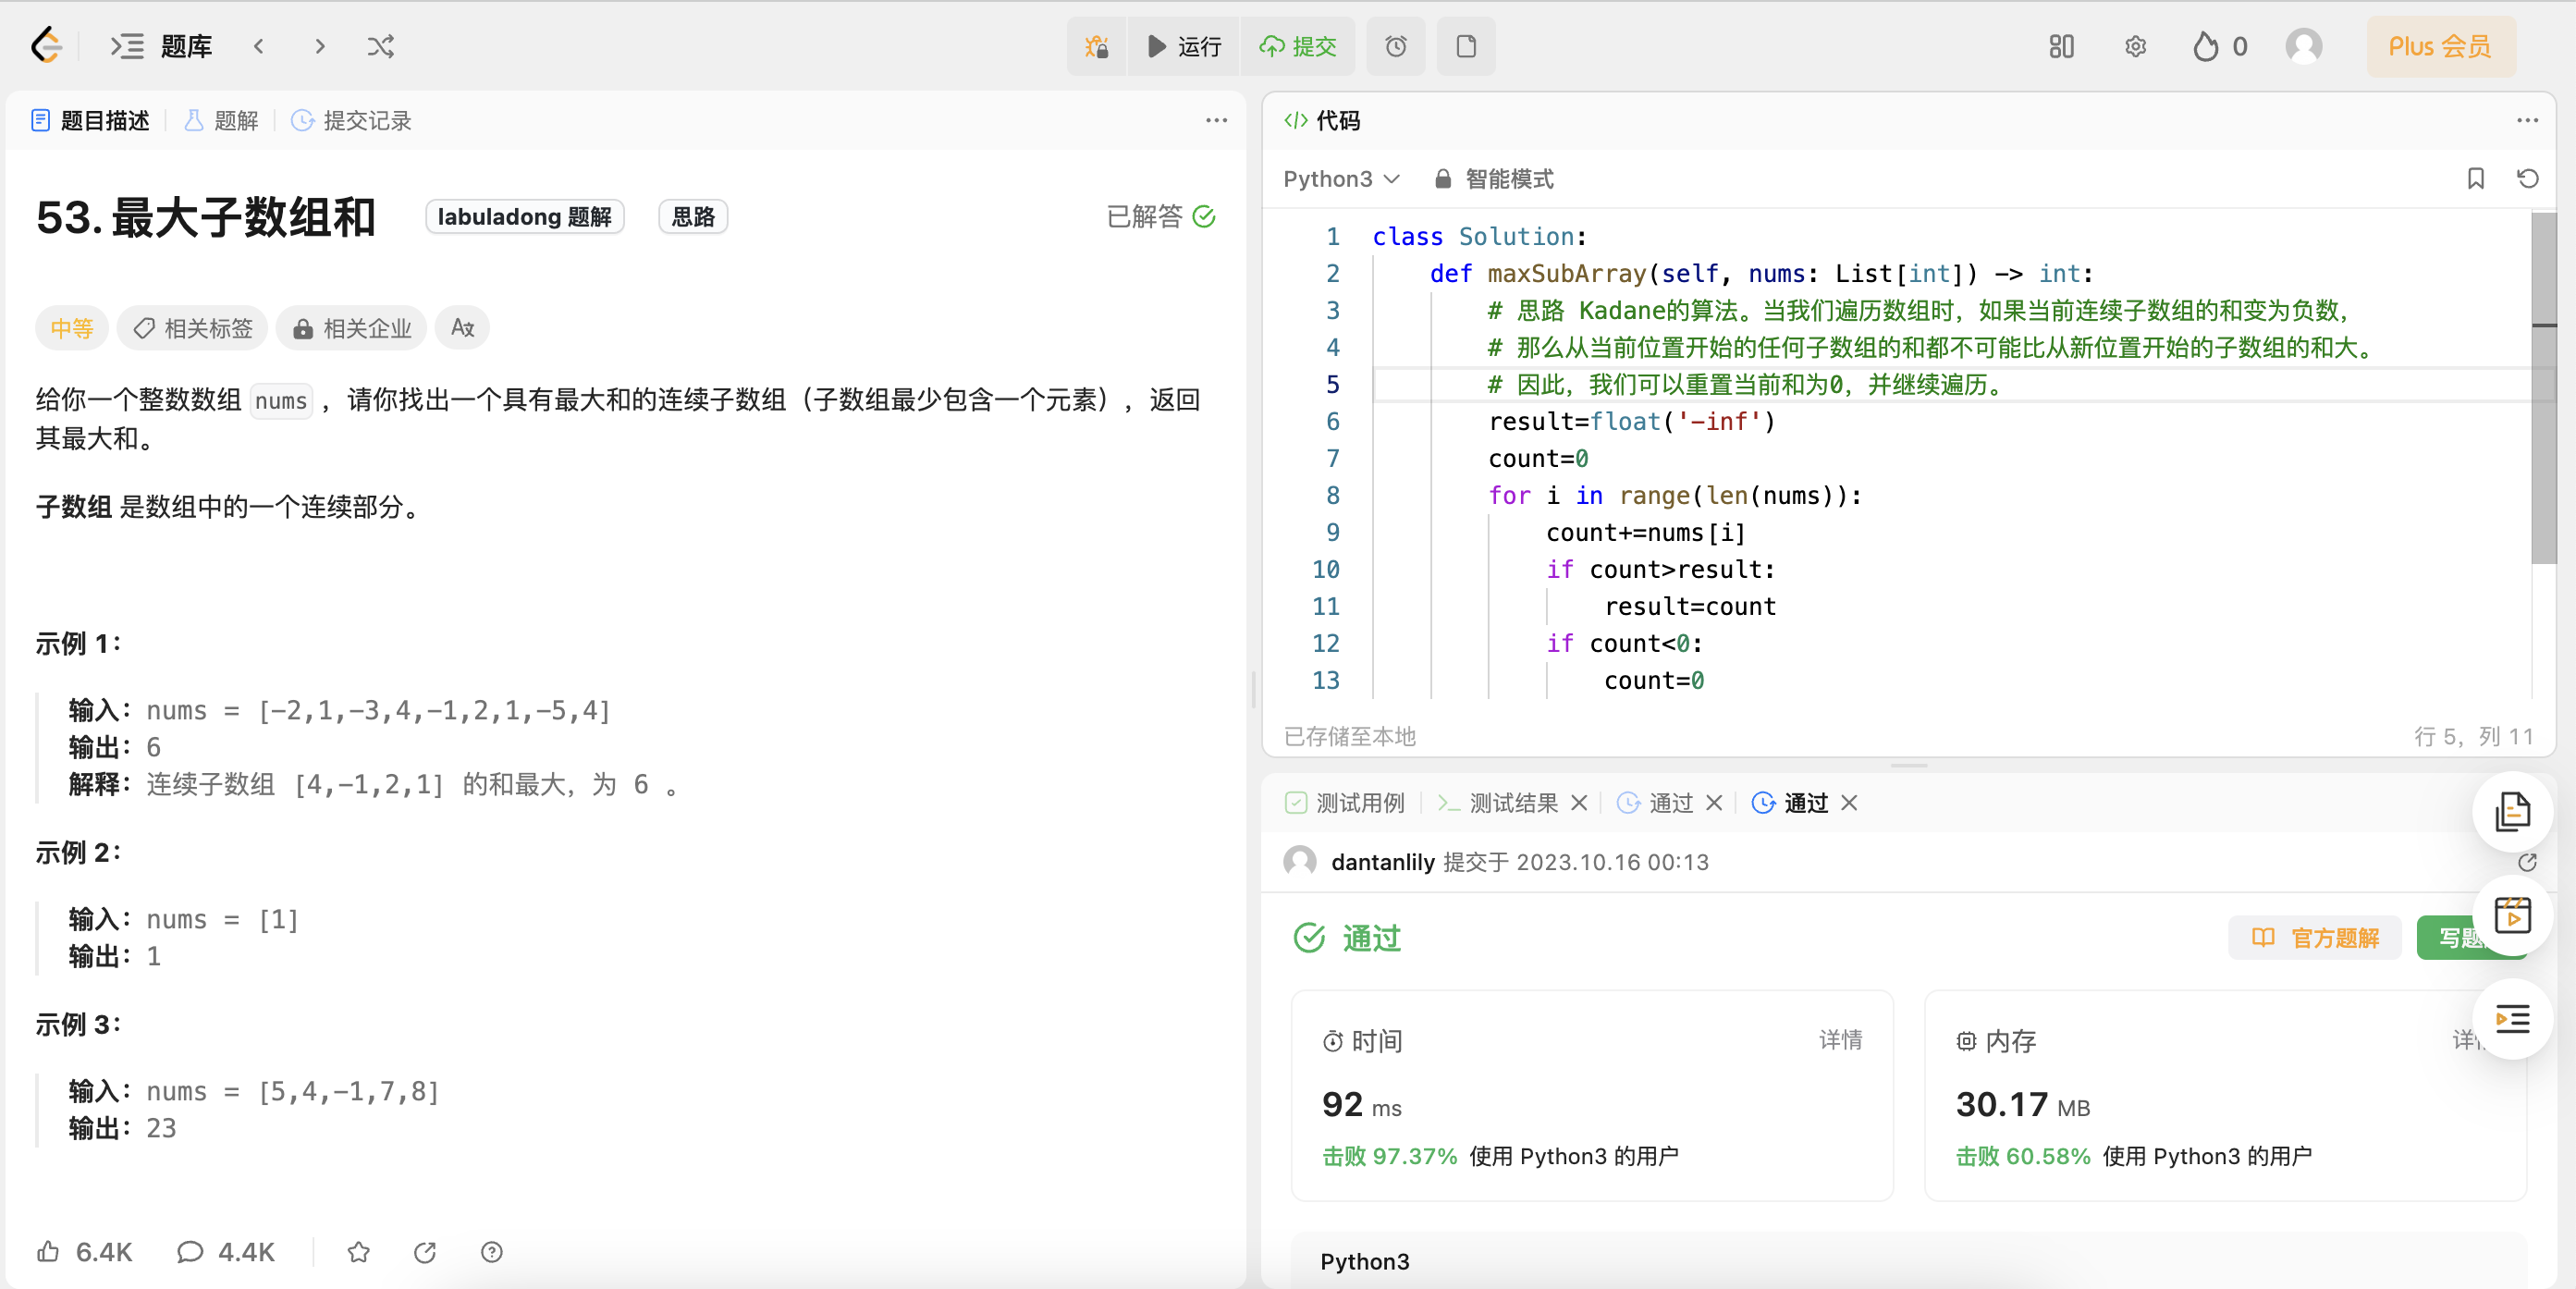 题库
运行
提交
0
Plus 会员
题目描述
题解
提交记录
53. 最大子数组和
labuladong 题解
思路
已解答
中等
相关标签
相关企业
给你一个整数数组 nums ，请你找出一个具有最大和的连续子数组（子数组最少包含一个元素），返回
其最大和。
子数组 是数组中的一个连续部分。
示例 1：
输入：nums = [-2,1,-3,4,-1,2,1,-5,4]
输出：6
解释：连续子数组 [4,-1,2,1] 的和最大，为 6 。
示例 2：
输入：nums = [1]
输出：1
示例 3：
输入：nums = [5,4,-1,7,8]
输出：23
6.4K
4.4K
代码
Python3
智能模式
1 class Solution:
2 def maxSubArray(self, nums: List[int]) -> int:
3 # 思路 Kadane的算法。当我们遍历数组时，如果当前连续子数组的和变为负数，
4 # 那么从当前位置开始的任何子数组的和都不可能比从新位置开始的子数组的和大。
5 # 因此，我们可以重置当前和为0，并继续遍历。
6 result=float('-inf')
7 count=0
8 for i in range(len(nums)):
9 count+=nums[i]
10 if count>result:
11 result=count
12 if count<0:
13 count=0
已存储至本地
行 5，列 11
测试用例
测试结果
通过
通过
dantanlily 提交于 2023.10.16 00:13
通过
官方题解
写题
时间
详情
92 ms
击败 97.37% 使用 Python3 的用户
内存
详
30.17 MB
击败 60.58% 使用 Python3 的用户
Python3